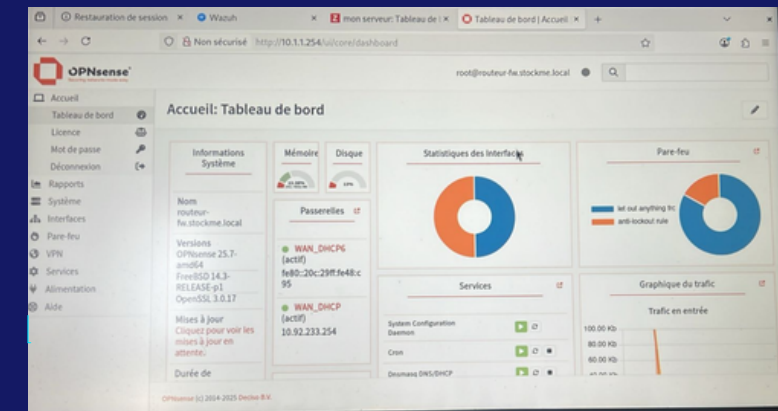 Restauration de session
Wazuh
mon serveur: Tableau de
Tableau de bord | Accueil
Non sécurisé http://10.1.1.254/ui/core/dashboard
OPNsense
root@routeur-fw.stockme.local
Accueil
Tableau de bord
Licence
Mot de passe
Déconnexion
Rapports
Système
Interfaces
Pare-feu
VPN
Services
Alimentation
Aide
Accueil: Tableau de bord
Informations
Système
Nom
routeur-
fw.stockme.local
Versions
OPNsense 25.7-
amd64
FreeBSD 14.3-
RELEASE-p1
OpenSSL 3.0.17
Mises à jour
Cliquez pour voir les
mises à jour en
attente.
Durée de
Mémoire
Disque
Passerelles
WAN_DHCP6
(actif)
fe80::20c:29ff:fe48:c
95
WAN_DHCP
(actif)
10.92.233.254
Statistiques des Interfaces
Services
System Configuration
Daemon
Cron
Dnsmasq DNS/DHCP
Pare-feu
let out anything frc
anti-lockout rule
Graphique du trafic
Trafic en entrée
100.00 Kb
80.00 Kb
60.00 Kb
OPNsense (c) 2014-2025 Deciso B.V.